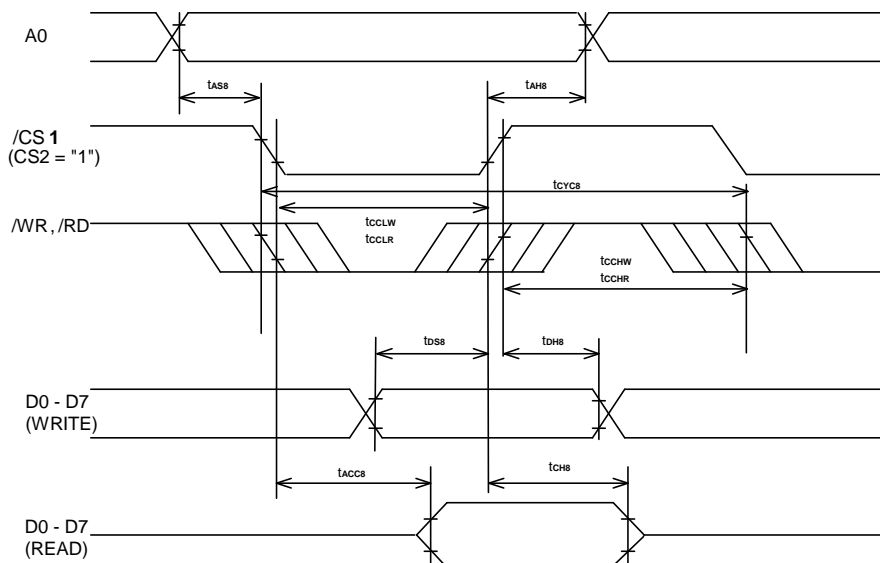 A0
tAS8
tAH8
/CS 1
(CS2 = "1")
tCYC8
/WR , /RD
tCCLW
tCCLR
tCCHW
tCCHR
tDS8
tDH8
D0 - D7
(WRITE)
tACC8
tCH8
D0 - D7
(READ)